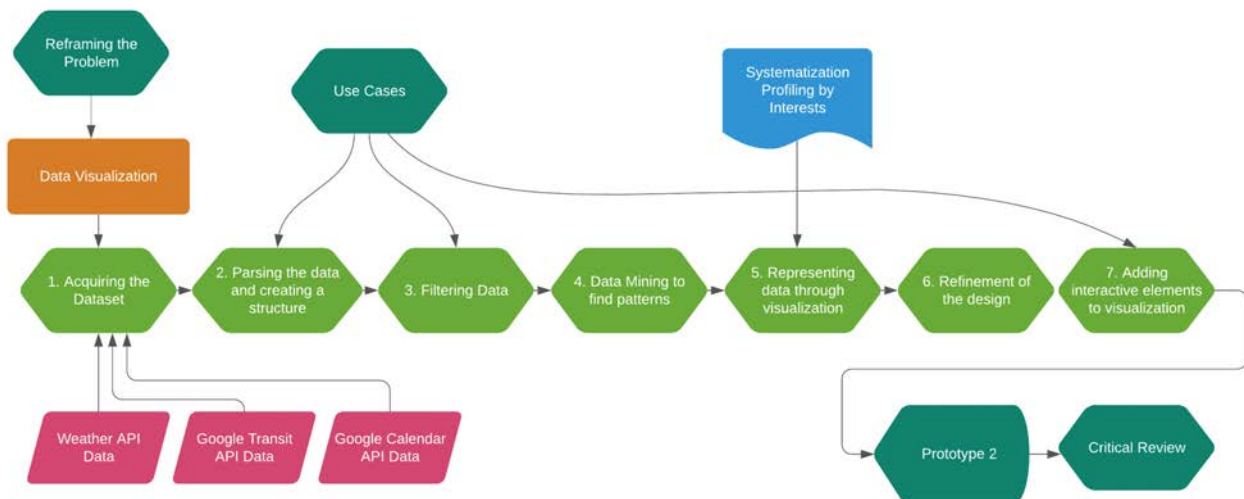 Reframing the
Problem
Use Cases
Systematization
Profiling by
Interests
Data Visualization
1. Acquiring the
Dataset
2. Parsing the data
and creating a
structure
3. Filtering Data
4. Data Mining to
find patterns
5. Representing
data through
visualization
6. Refinement of
the design
7. Adding
interactive elements
to visualization
Weather API
Data
Google Transit
API Data
Google Calendar
API Data
Prototype 2
Critical Review